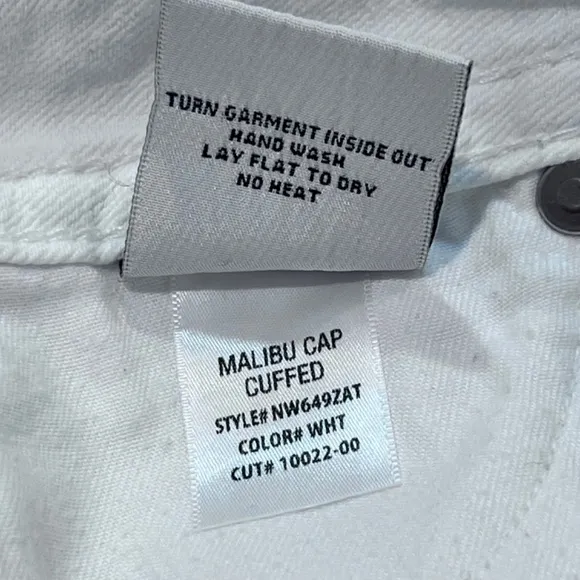 TURN GARMENT INSIDE OUT
HAND WASH
LAY FLAT TO DRY
NO HEAT
MALIBU CAP
CUFFED
STYLE# NW649ZAT
COLOR# WHT
CUT# 10022-00